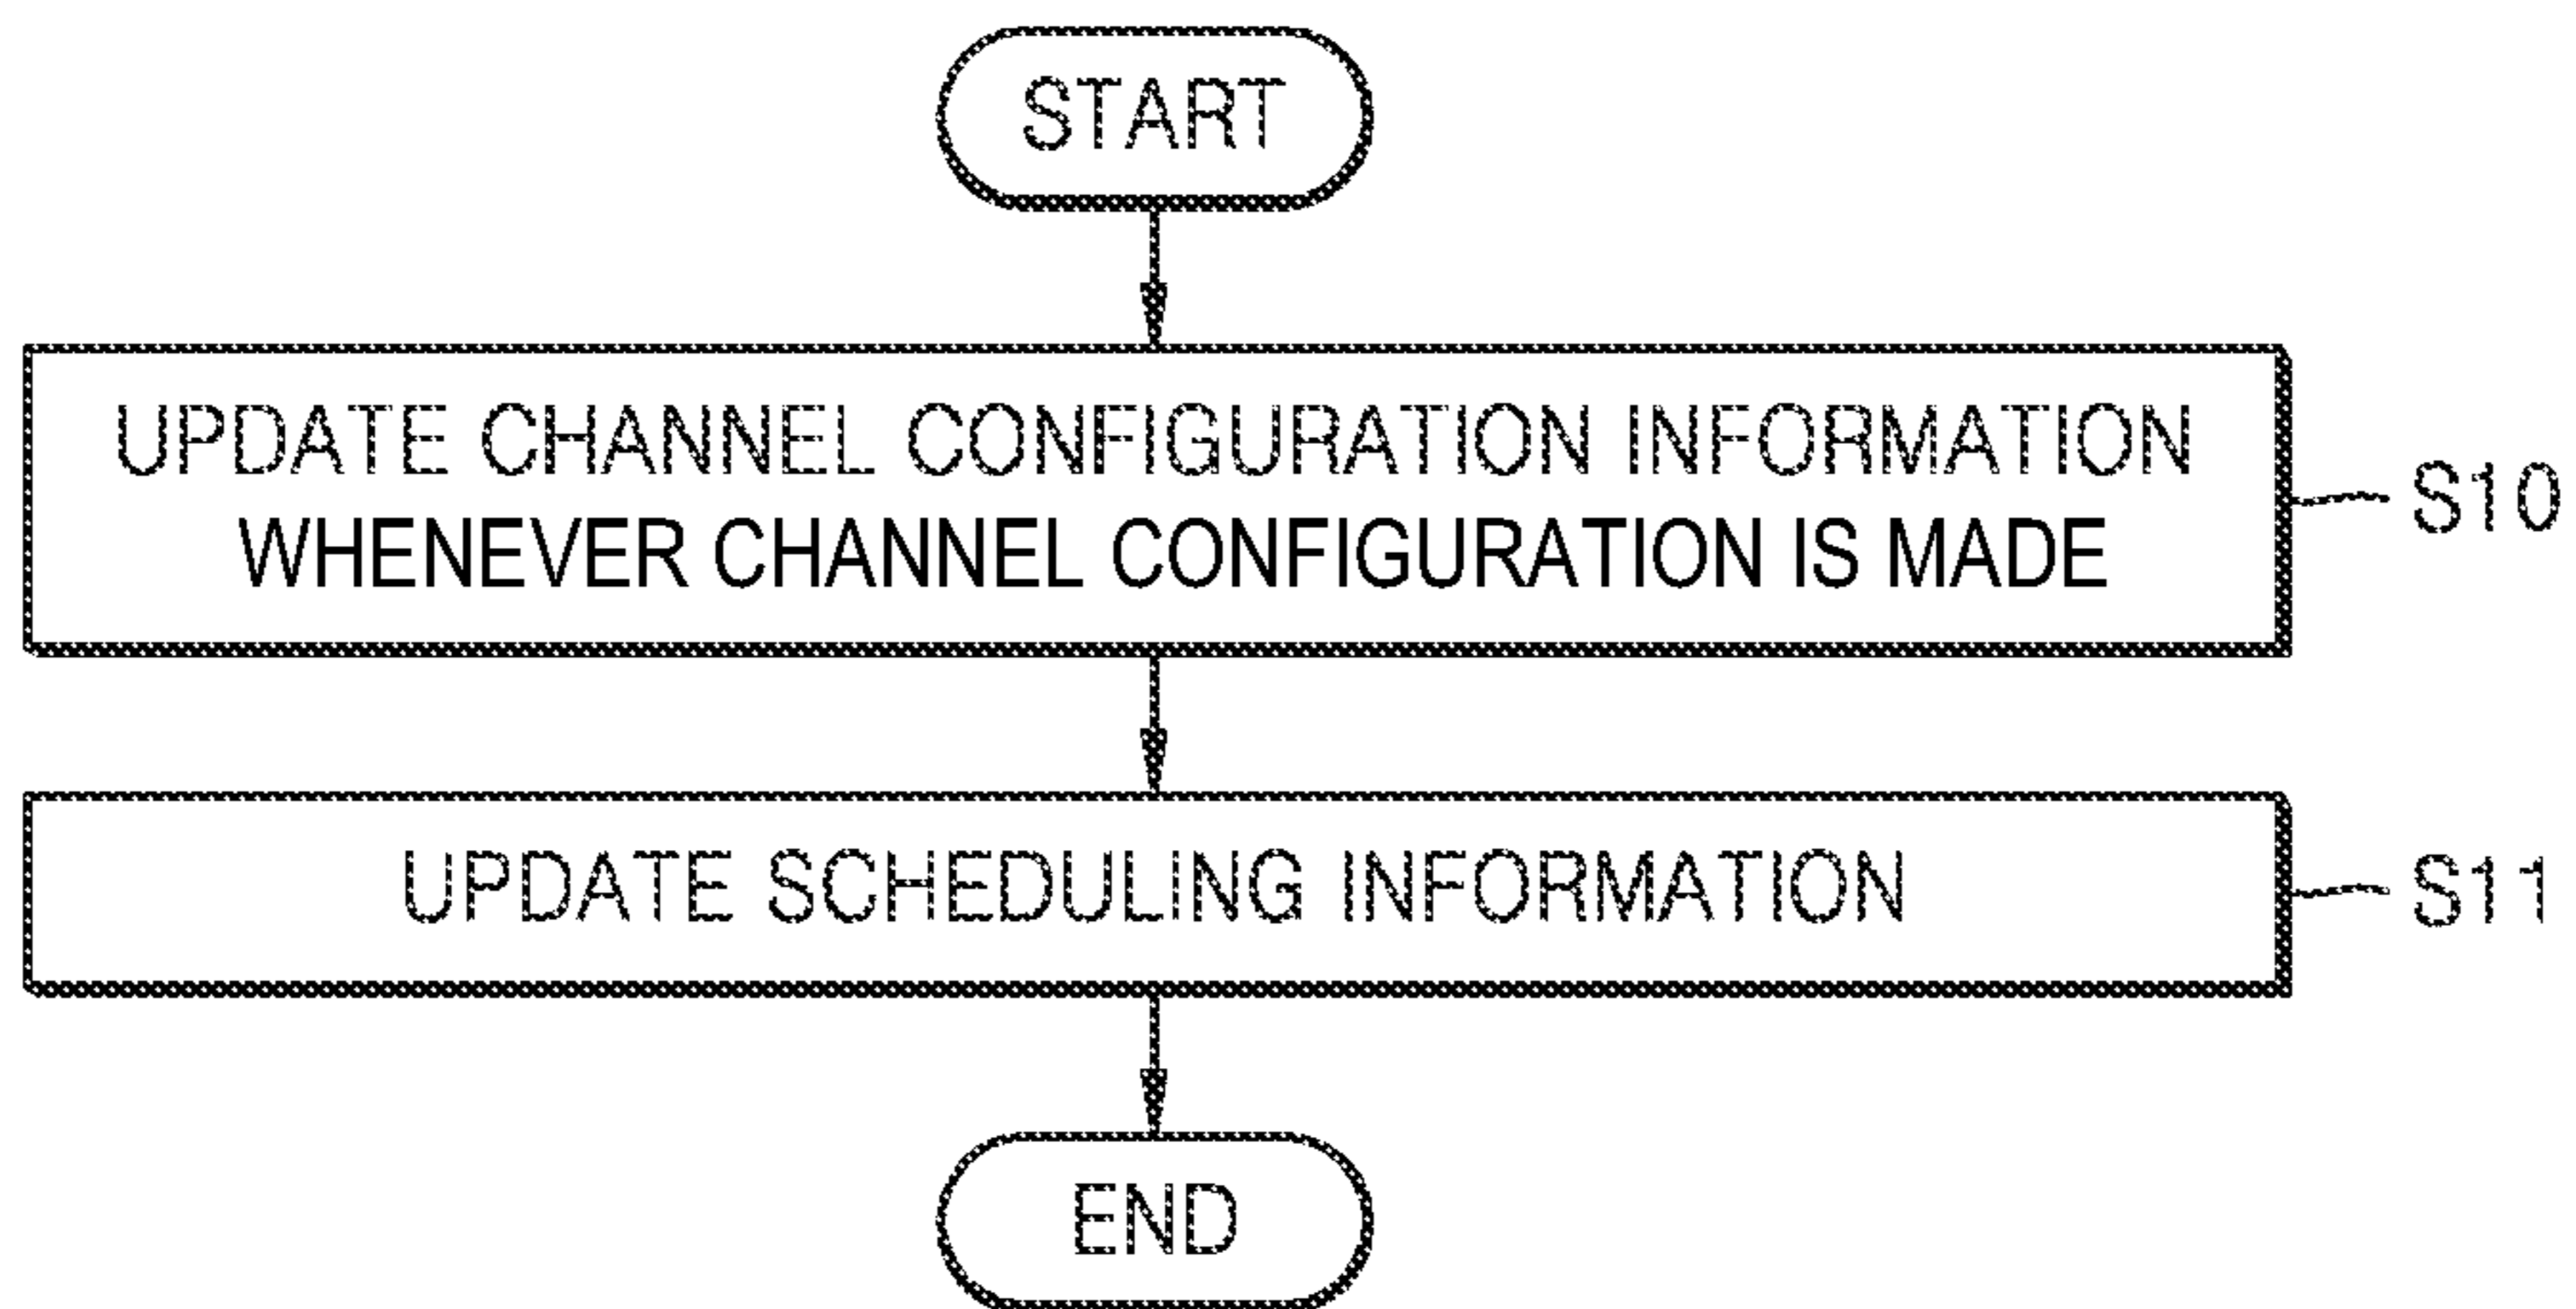 START
UPDATE CHANNEL CONFIGURATION INFORMATION
WHENEVER CHANNEL CONFIGURATION IS MADE
S10
UPDATE SCHEDULING INFORMATION
S11
END